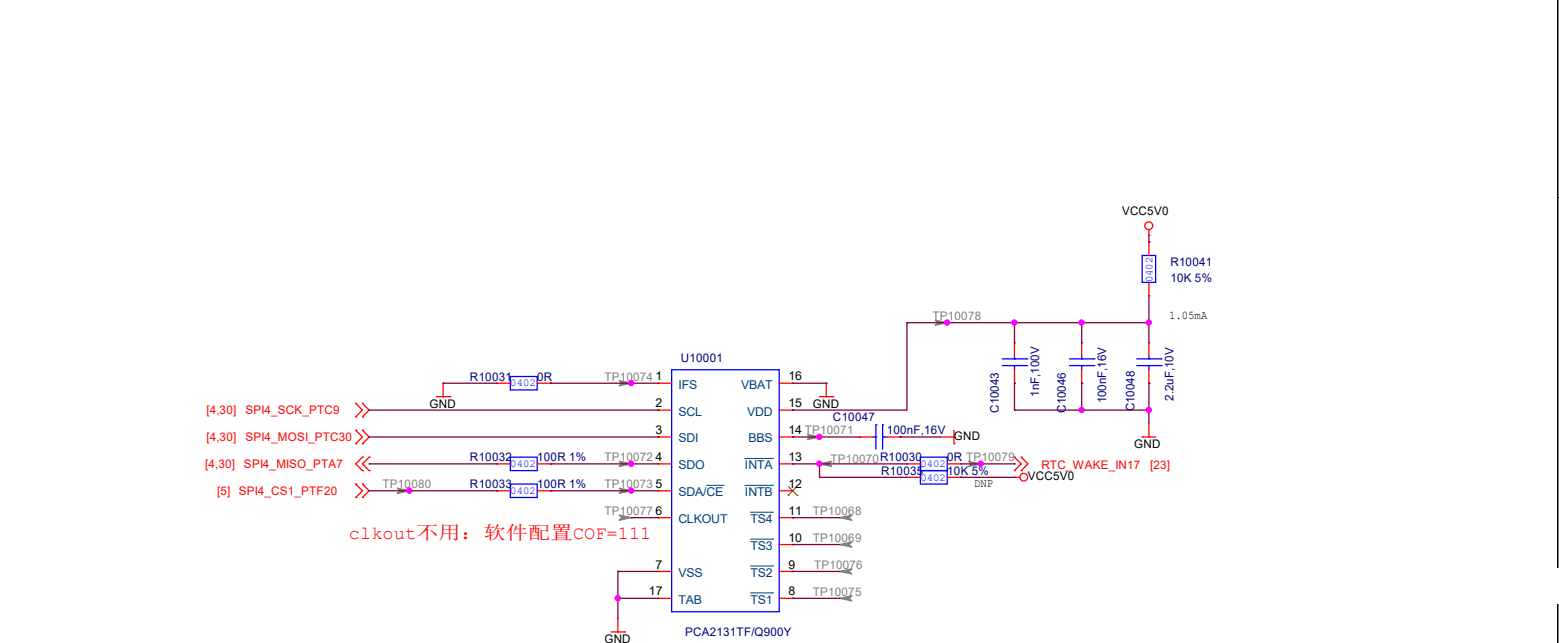 VCC5V0
0402
R10041
10K 5%
TP10078
1.05mA
U10001
C10043
1nF,100V
C10046
100nF,16V
C10048
2.2uF,10V
GND
R10031 0402 0R TP10074 1 IFS VBAT 16
GND
GND
[4,30] SPI4_SCK_PTC9 2 SCL VDD 15
C10047
[4,30] SPI4_MOSI_PTC30 3 SDI BBS 14 TP10071 100nF,16V GND
[4,30] SPI4_MISO_PTA7 R10032 0402 100R 1% TP10072 4 SDO INTA 13 TP10070 R10030 0402 0R TP10079 RTC_WAKE_IN17 [23]
R10035 0402 10K 5% DNP VCC5V0
[5] SPI4_CS1_PTF20 TP10080 R10033 0402 100R 1% TP10073 5 SDA/CE INTB 12
TP10077 6 CLKOUT TS4 11 TP10068
clkout不用：软件配置COF=111
TS3 10 TP10069
7 VSS TS2 9 TP10076
17 TAB TS1 8 TP10075
GND
PCA2131TF/Q900Y